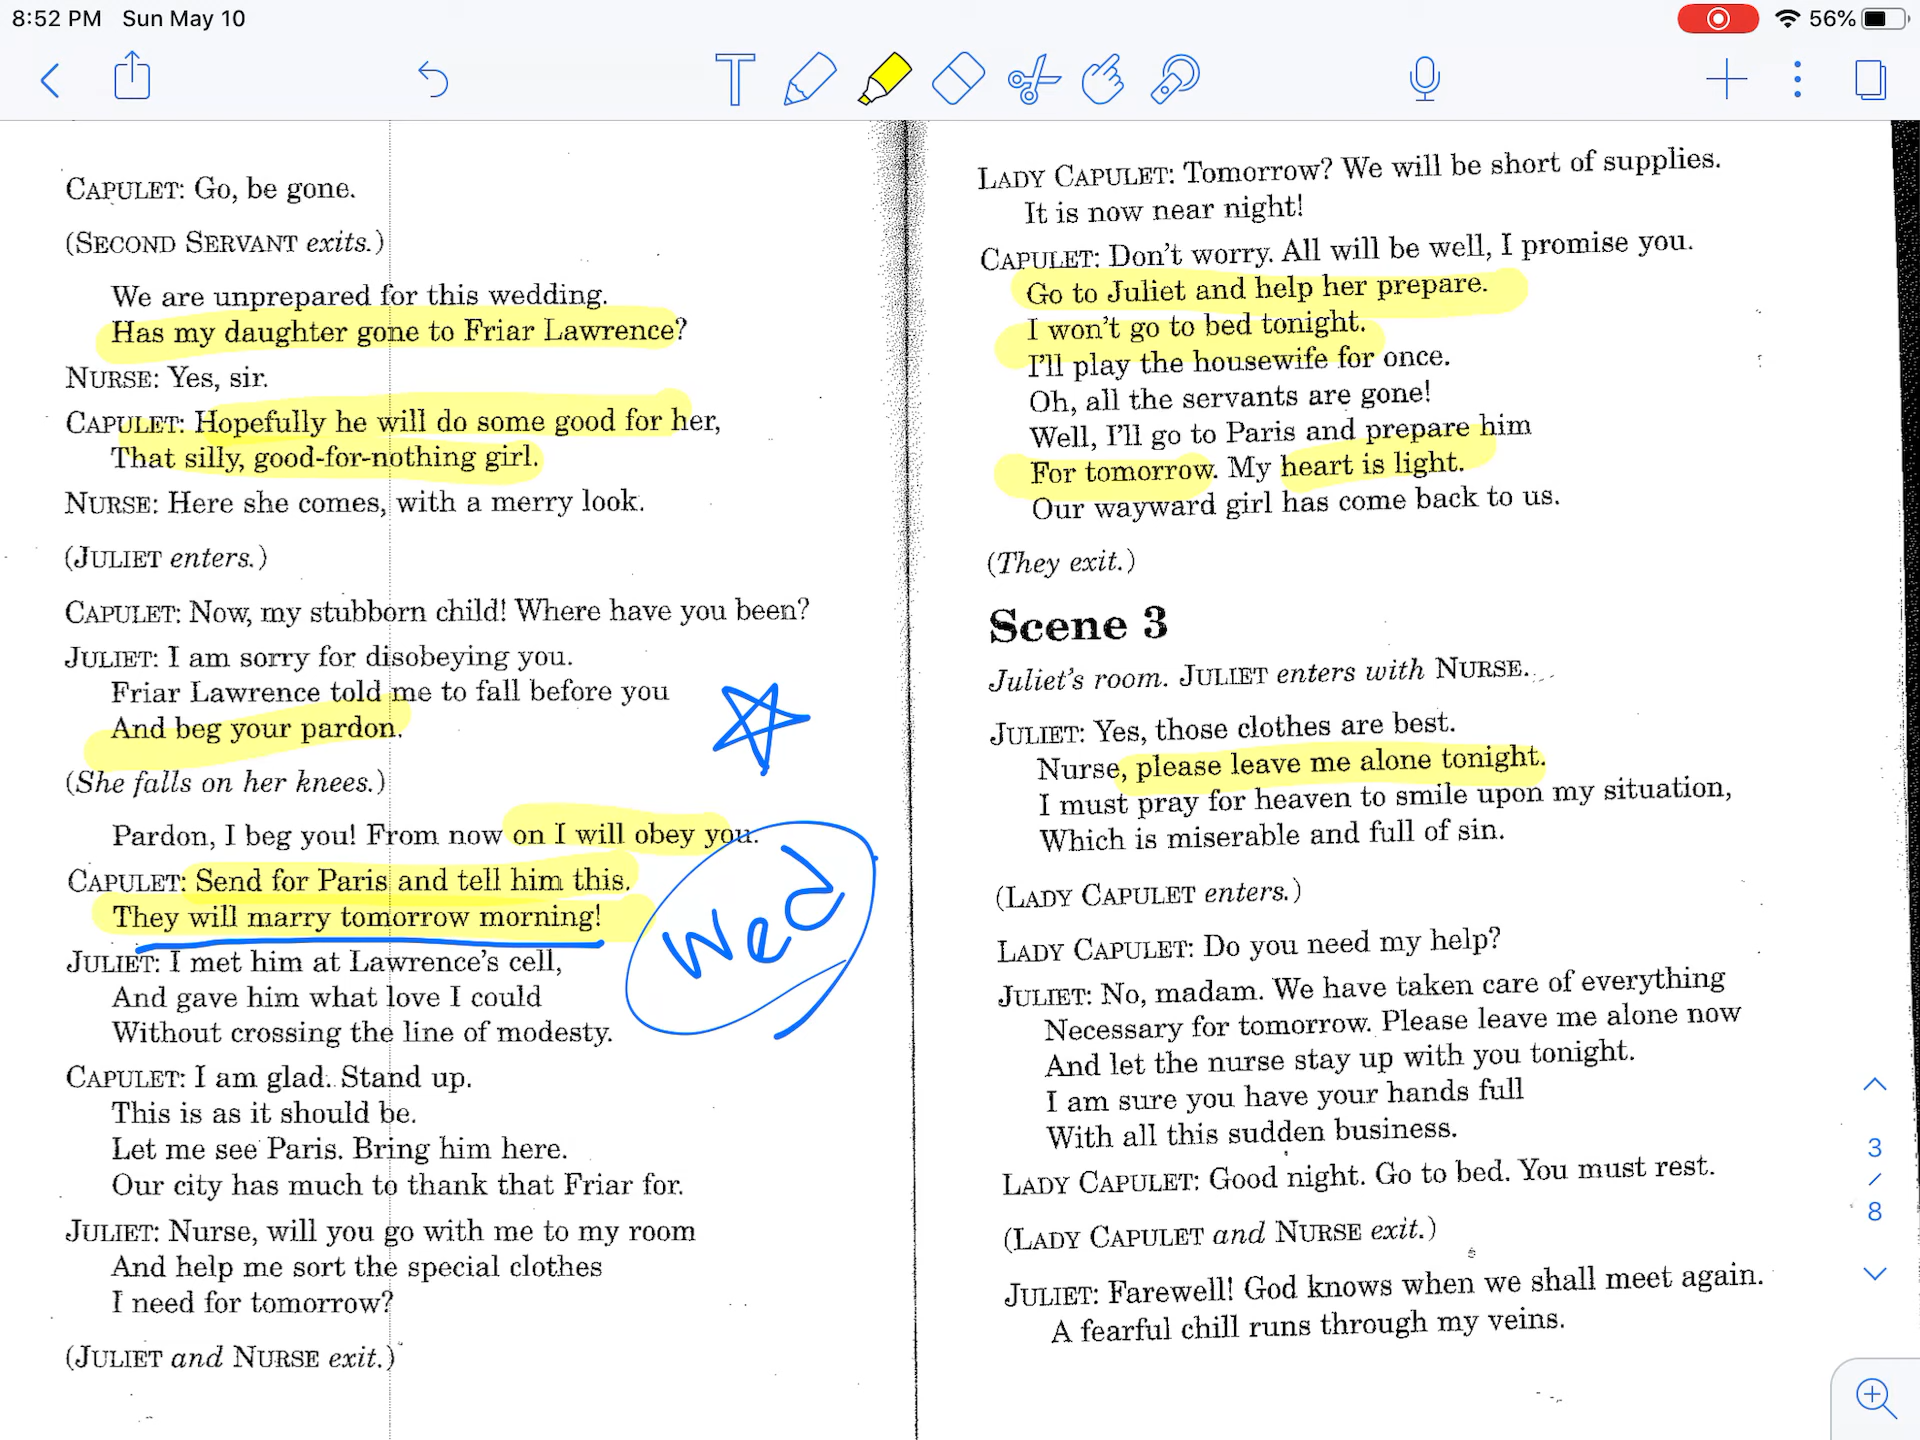 8:52 PM Sun May 10
56%
CAPULET: Go, be gone.
(SECOND SERVANT exits.)
We are unprepared for this wedding.
Has my daughter gone to Friar Lawrence?
NURSE: Yes, sir.
CAPULET: Hopefully he will do some good for her,
That silly, good-for-nothing girl.
NURSE: Here she comes, with a merry look.
(JULIET enters.)
CAPULET: Now, my stubborn child! Where have you been?
JULIET: I am sorry for disobeying you.
Friar Lawrence told me to fall before you
And beg your pardon.
(She falls on her knees.)
Pardon, I beg you! From now on I will obey you.
CAPULET: Send for Paris and tell him this.
They will marry tomorrow morning!
Wed
JULIET: I met him at Lawrence's cell,
And gave him what love I could
Without crossing the line of modesty.
CAPULET: I am glad. Stand up.
This is as it should be.
Let me see Paris. Bring him here.
Our city has much to thank that Friar for.
JULIET: Nurse, will you go with me to my room
And help me sort the special clothes
I need for tomorrow?
(JULIET and NURSE exit.)
LADY CAPULET: Tomorrow? We will be short of supplies.
It is now near night!
CAPULET: Don't worry. All will be well, I promise you.
Go to Juliet and help her prepare.
I won't go to bed tonight.
I'll play the housewife for once.
Oh, all the servants are gone!
Well, I'll go to Paris and prepare him
For tomorrow. My heart is light.
Our wayward girl has come back to us.
(They exit.)
Scene 3
Juliet's room. JULIET enters with NURSE.
JULIET: Yes, those clothes are best.
Nurse, please leave me alone tonight.
I must pray for heaven to smile upon my situation,
Which is miserable and full of sin.
(LADY CAPULET enters.)
LADY CAPULET: Do you need my help?
JULIET: No, madam. We have taken care of everything
Necessary for tomorrow. Please leave me alone now
And let the nurse stay up with you tonight.
I am sure you have your hands full
With all this sudden business.
LADY CAPULET: Good night. Go to bed. You must rest.
(LADY CAPULET and NURSE exit.)
JULIET: Farewell! God knows when we shall meet again.
A fearful chill runs through my veins.
3
/
8